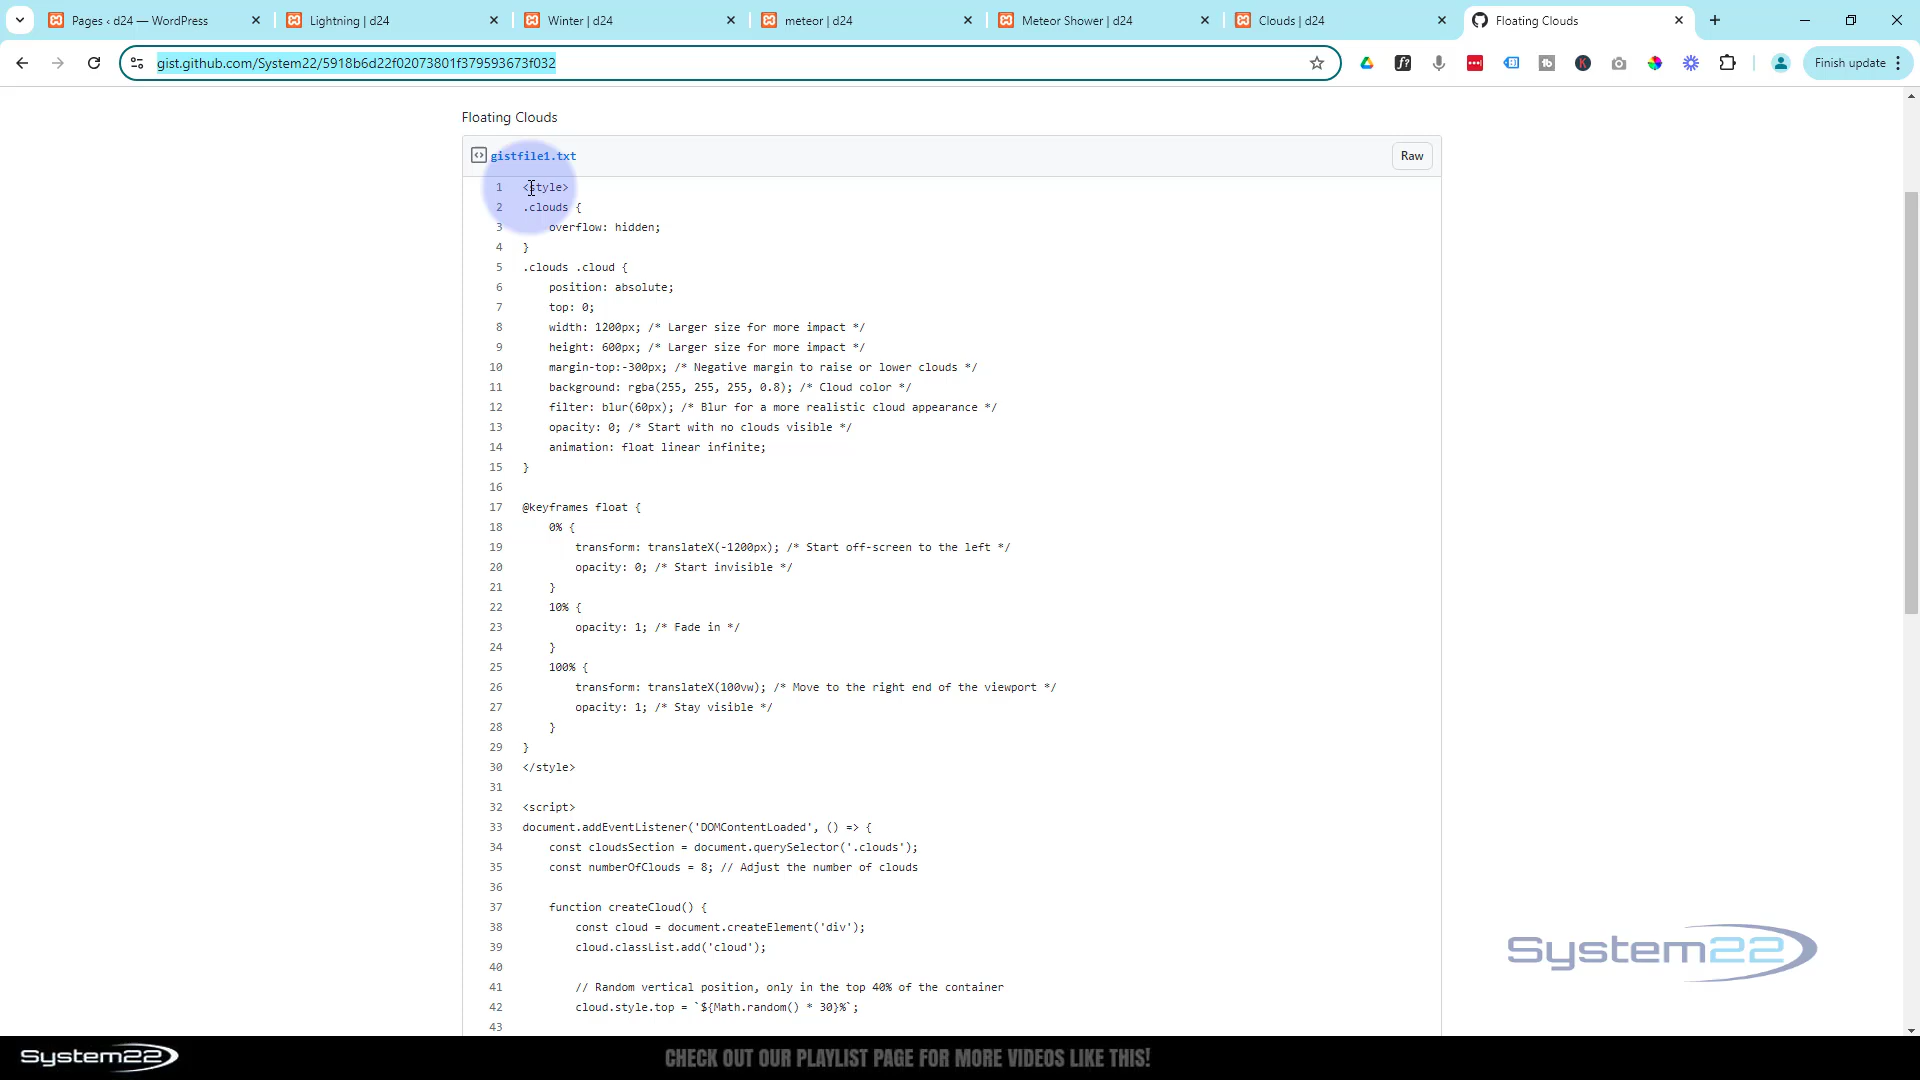 Pages ‹ d24 — WordPress
Lightning | d24
Winter | d24
meteor | d24
Meteor Shower | d24
Clouds | d24
Floating Clouds
gist.github.com/System22/5918b6d22f02073801f379593673f032
Finish update
Floating Clouds
gistfile1.txt
Raw
1 <style>
2 .clouds {
3 overflow: hidden;
4 }
5 .clouds .cloud {
6 position: absolute;
7 top: 0;
8 width: 1200px; /* Larger size for more impact */
9 height: 600px; /* Larger size for more impact */
10 margin-top:-300px; /* Negative margin to raise or lower clouds */
11 background: rgba(255, 255, 255, 0.8); /* Cloud color */
12 filter: blur(60px); /* Blur for a more realistic cloud appearance */
13 opacity: 0; /* Start with no clouds visible */
14 animation: float linear infinite;
15 }
16
17 @keyframes float {
18 0% {
19 transform: translateX(-1200px); /* Start off-screen to the left */
20 opacity: 0; /* Start invisible */
21 }
22 10% {
23 opacity: 1; /* Fade in */
24 }
25 100% {
26 transform: translateX(100vw); /* Move to the right end of the viewport */
27 opacity: 1; /* Stay visible */
28 }
29 }
30 </style>
31
32 <script>
33 document.addEventListener('DOMContentLoaded', () => {
34 const cloudsSection = document.querySelector('.clouds');
35 const numberOfClouds = 8; // Adjust the number of clouds
36
37 function createCloud() {
38 const cloud = document.createElement('div');
39 cloud.classList.add('cloud');
40
41 // Random vertical position, only in the top 40% of the container
42 cloud.style.top = `${Math.random() * 30}%`;
43
System22
System22
CHECK OUT OUR PLAYLIST PAGE FOR MORE VIDEOS LIKE THIS!